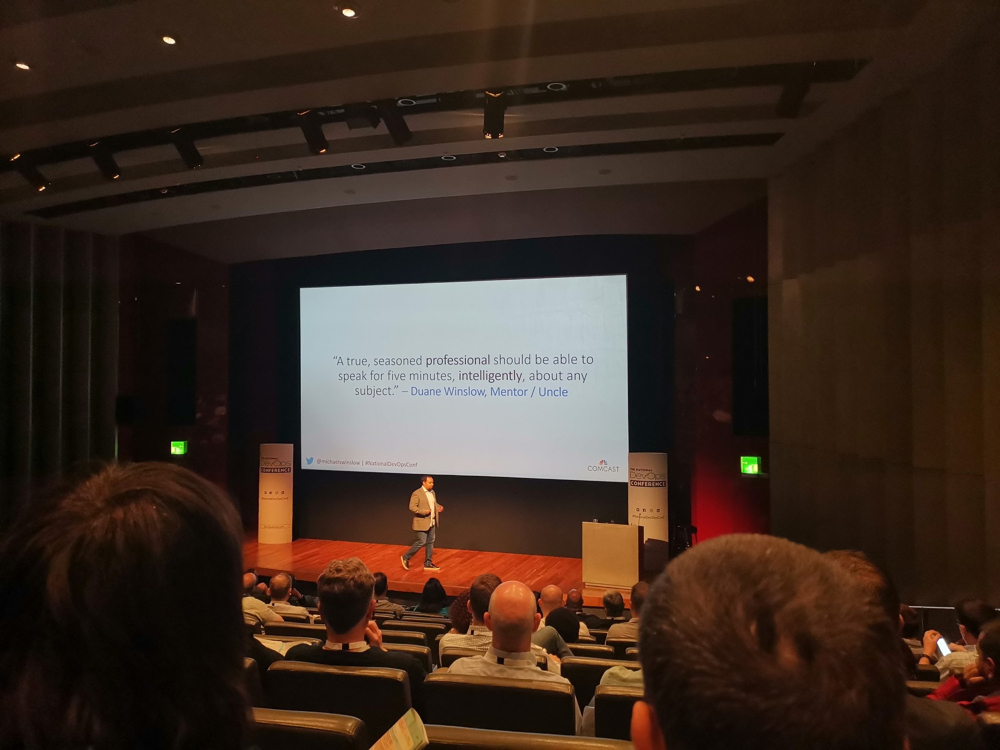 “A true, seasoned professional should be able to
speak for five minutes, intelligently, about any
subject.” – Duane Winslow, Mentor / Uncle
@michaelswinslow | #NationalDevOpsConf
COMCAST
THE NATIONAL
DevOps
CONFERENCE
#NationalDevOpsConf
DevOpsEvent.com
THE NATIONAL
DevOps
CONFERENCE
#NationalDevOpsConf